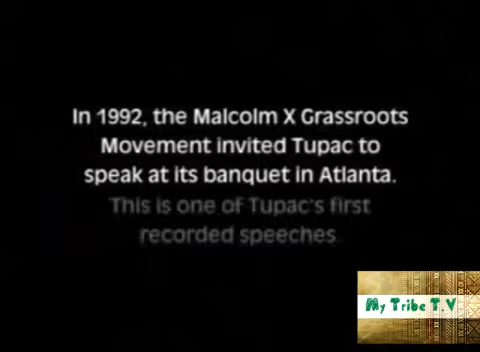 In 1992, the Malcolm X Grassroots
Movement invited Tupac to
speak at its banquet in Atlanta.
This is one of Tupac's first
recorded speeches.
My Tribe T.V